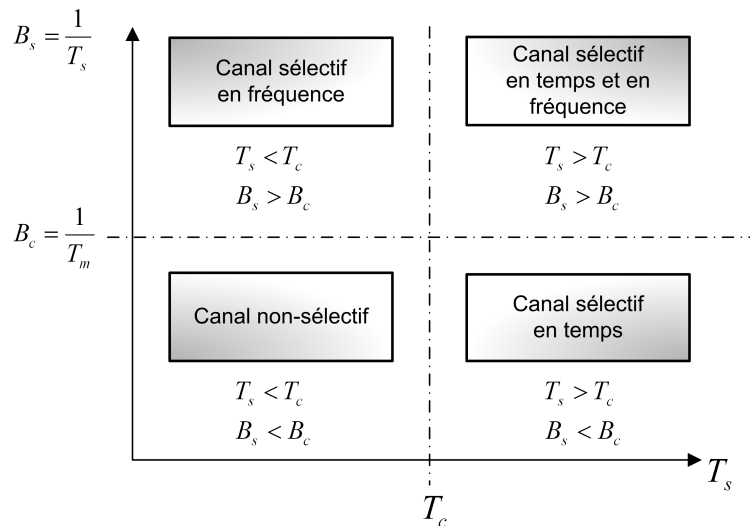 B_s = 1/T_s
Canal sélectif
en fréquence
T_s < T_c
B_s > B_c
Canal sélectif
en temps et en
fréquence
T_s > T_c
B_s > B_c
B_c = 1/T_m
Canal non-sélectif
T_s < T_c
B_s < B_c
Canal sélectif
en temps
T_s > T_c
B_s < B_c
T_s
T_c